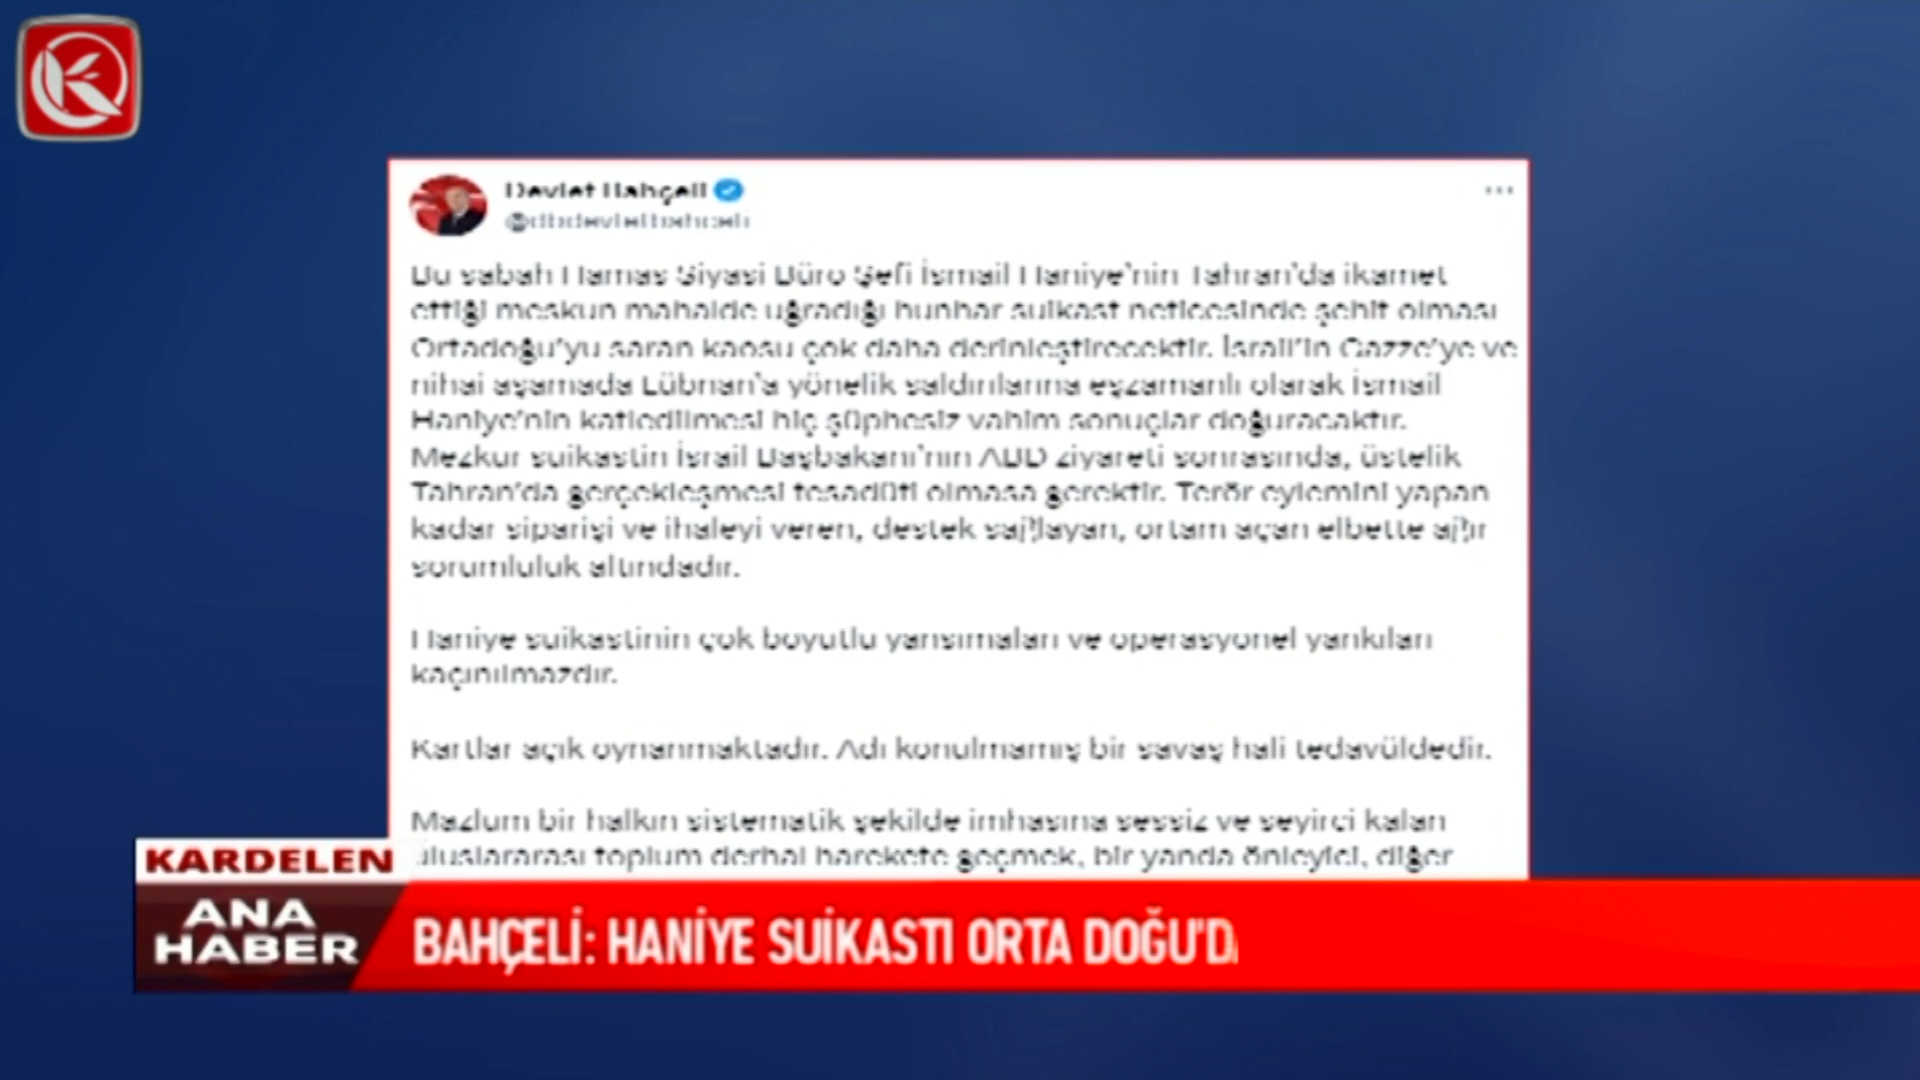 Devlet Bahçeli
@dbdevletbahceli
Bu sabah Hamas Siyasi Büro Şefi İsmail Haniye'nin Tahran'da ikamet
ettiği meskun mahalde uğradığı hunhar suikast neticesinde şehit olması
Ortadoğu'yu saran kaosu çok daha derinleştirecektir. İsrail'in Gazze'ye ve
nihai aşamada Lübnan'a yönelik saldırılarına eşzamanlı olarak İsmail
Haniye'nin katledilmesi hiç şüphesiz vahim sonuçlar doğuracaktır.
Mezkur suikastin İsrail Başbakanı'nın ABD ziyareti sonrasında, üstelik
Tahran'da gerçekleşmesi tesadüfi olmasa gerektir. Terör eylemini yapan
kadar siparişi ve ihaleyi veren, destek sağlayan, ortam açan elbette ağır
sorumluluk altındadır.
Haniye suikastinin çok boyutlu yansımaları ve operasyonel yankıları
kaçınılmazdır.
Kartlar açık oynanmaktadır. Adı konulmamış bir savaş hali tedavüldedir.
Mazlum bir halkın sistematik şekilde imhasına sessiz ve seyirci kalan
uluslararası toplum derhal harekete geçmek, bir yanda önleyici, diğer
KARDELEN
ANA
HABER
BAHÇELİ: HANİYE SUİKASTI ORTA DOĞU'DA